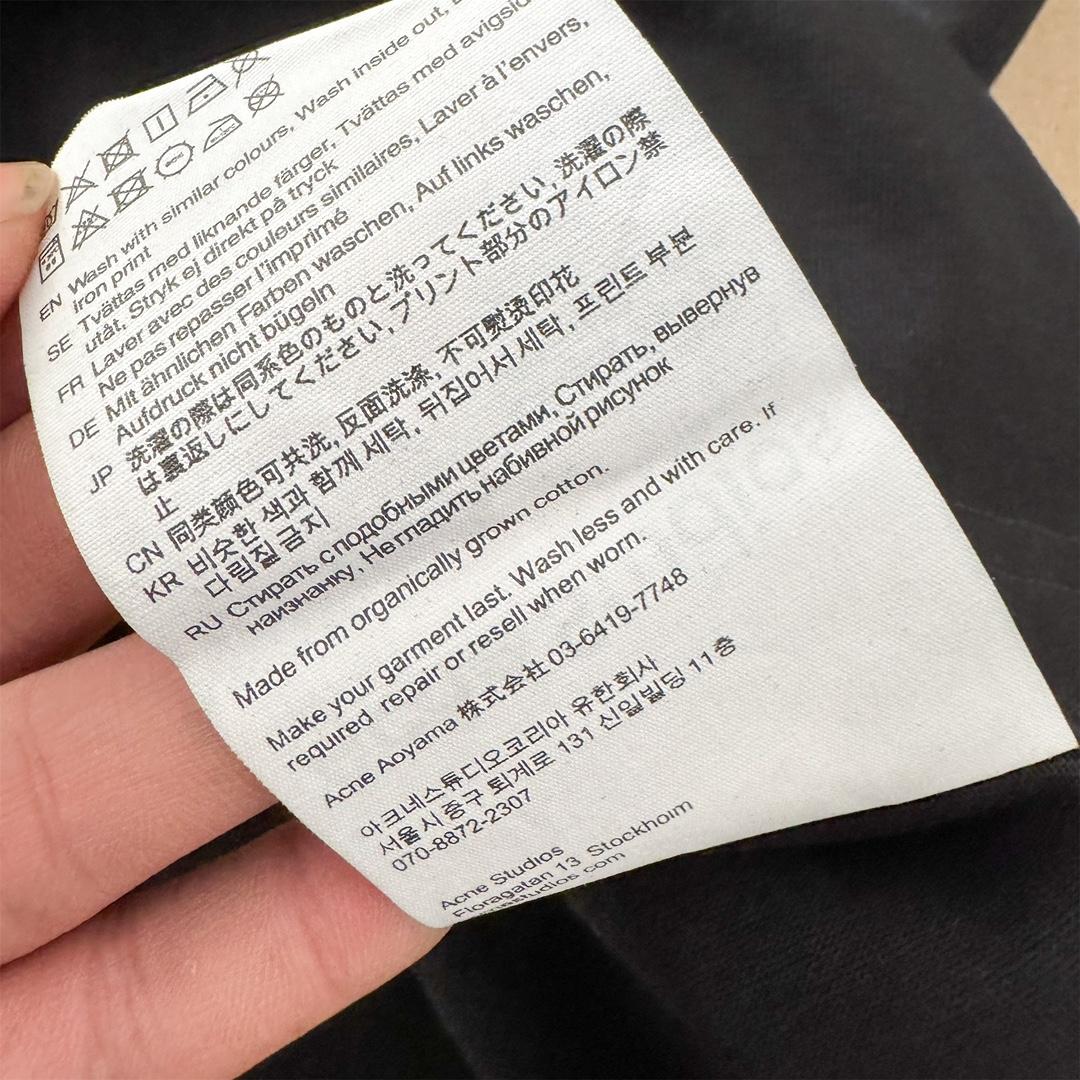 EN Wash with similar colours, Wash inside out,
iron print
SE Tvättas med liknande färger, Tvättas med avigsid
utåt, Stryk ej direkt på tryck
FR Laver avec des couleurs similaires, Laver à l'envers,
Ne pas repasser l'imprimé
DE Mit ähnlichen Farben waschen, Auf links waschen,
Aufdruck nicht bügeln
JP 洗濯の際は同系色のものと洗ってください, 洗濯の際
は裏返しにしてください, プリント部分のアイロン禁
止
CN 同类颜色可共洗, 反面洗涤, 不可熨烫印花
KR 비슷한 색과 함께 세탁, 뒤집어서 세탁, 프린트 부분
다림질 금지
RU Стирать с подобными цветами, Стирать, вывернув
наизнанку, Не гладить набивной рисунок
Made from organically grown cotton.
Make your garment last. Wash less and with care. If
required repair or resell when worn.
Acne Aoyama 株式会社 03-6419-7748
아크네스튜디오코리아 유한회사
서울시 중구 퇴계로 131 신일빌딩 11층
070-8872-2307
Acne Studios
Floragatan 13 Stockholm
acnestudios com